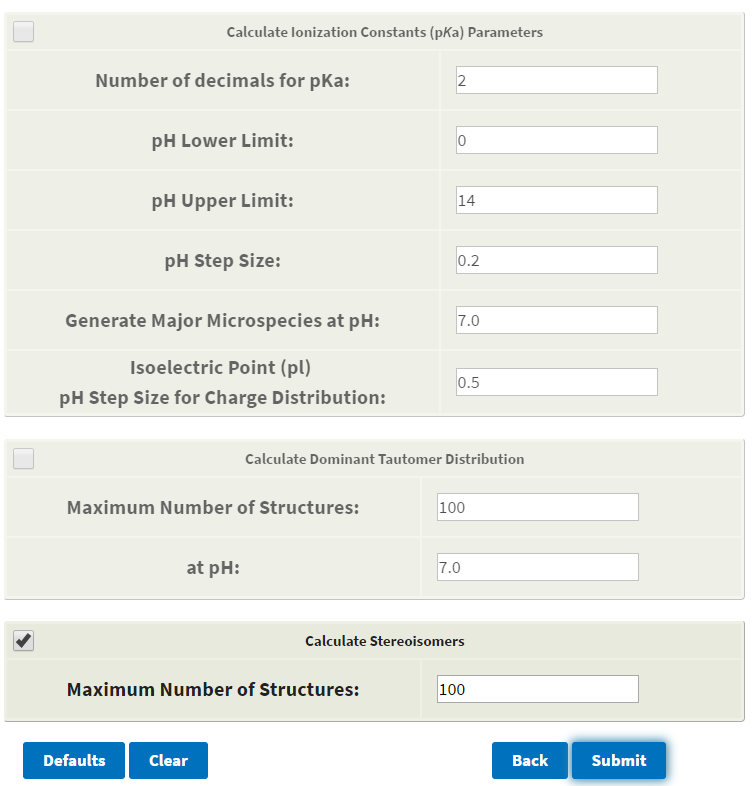 Calculate Ionization Constants (pKa) Parameters
Number of decimals for pKa: 2
pH Lower Limit: 0
pH Upper Limit: 14
pH Step Size: 0.2
Generate Major Microspecies at pH: 7.0
Isoelectric Point (pl)
pH Step Size for Charge Distribution: 0.5
Calculate Dominant Tautomer Distribution
Maximum Number of Structures: 100
at pH: 7.0
Calculate Stereoisomers
Maximum Number of Structures: 100
Defaults Clear Back Submit